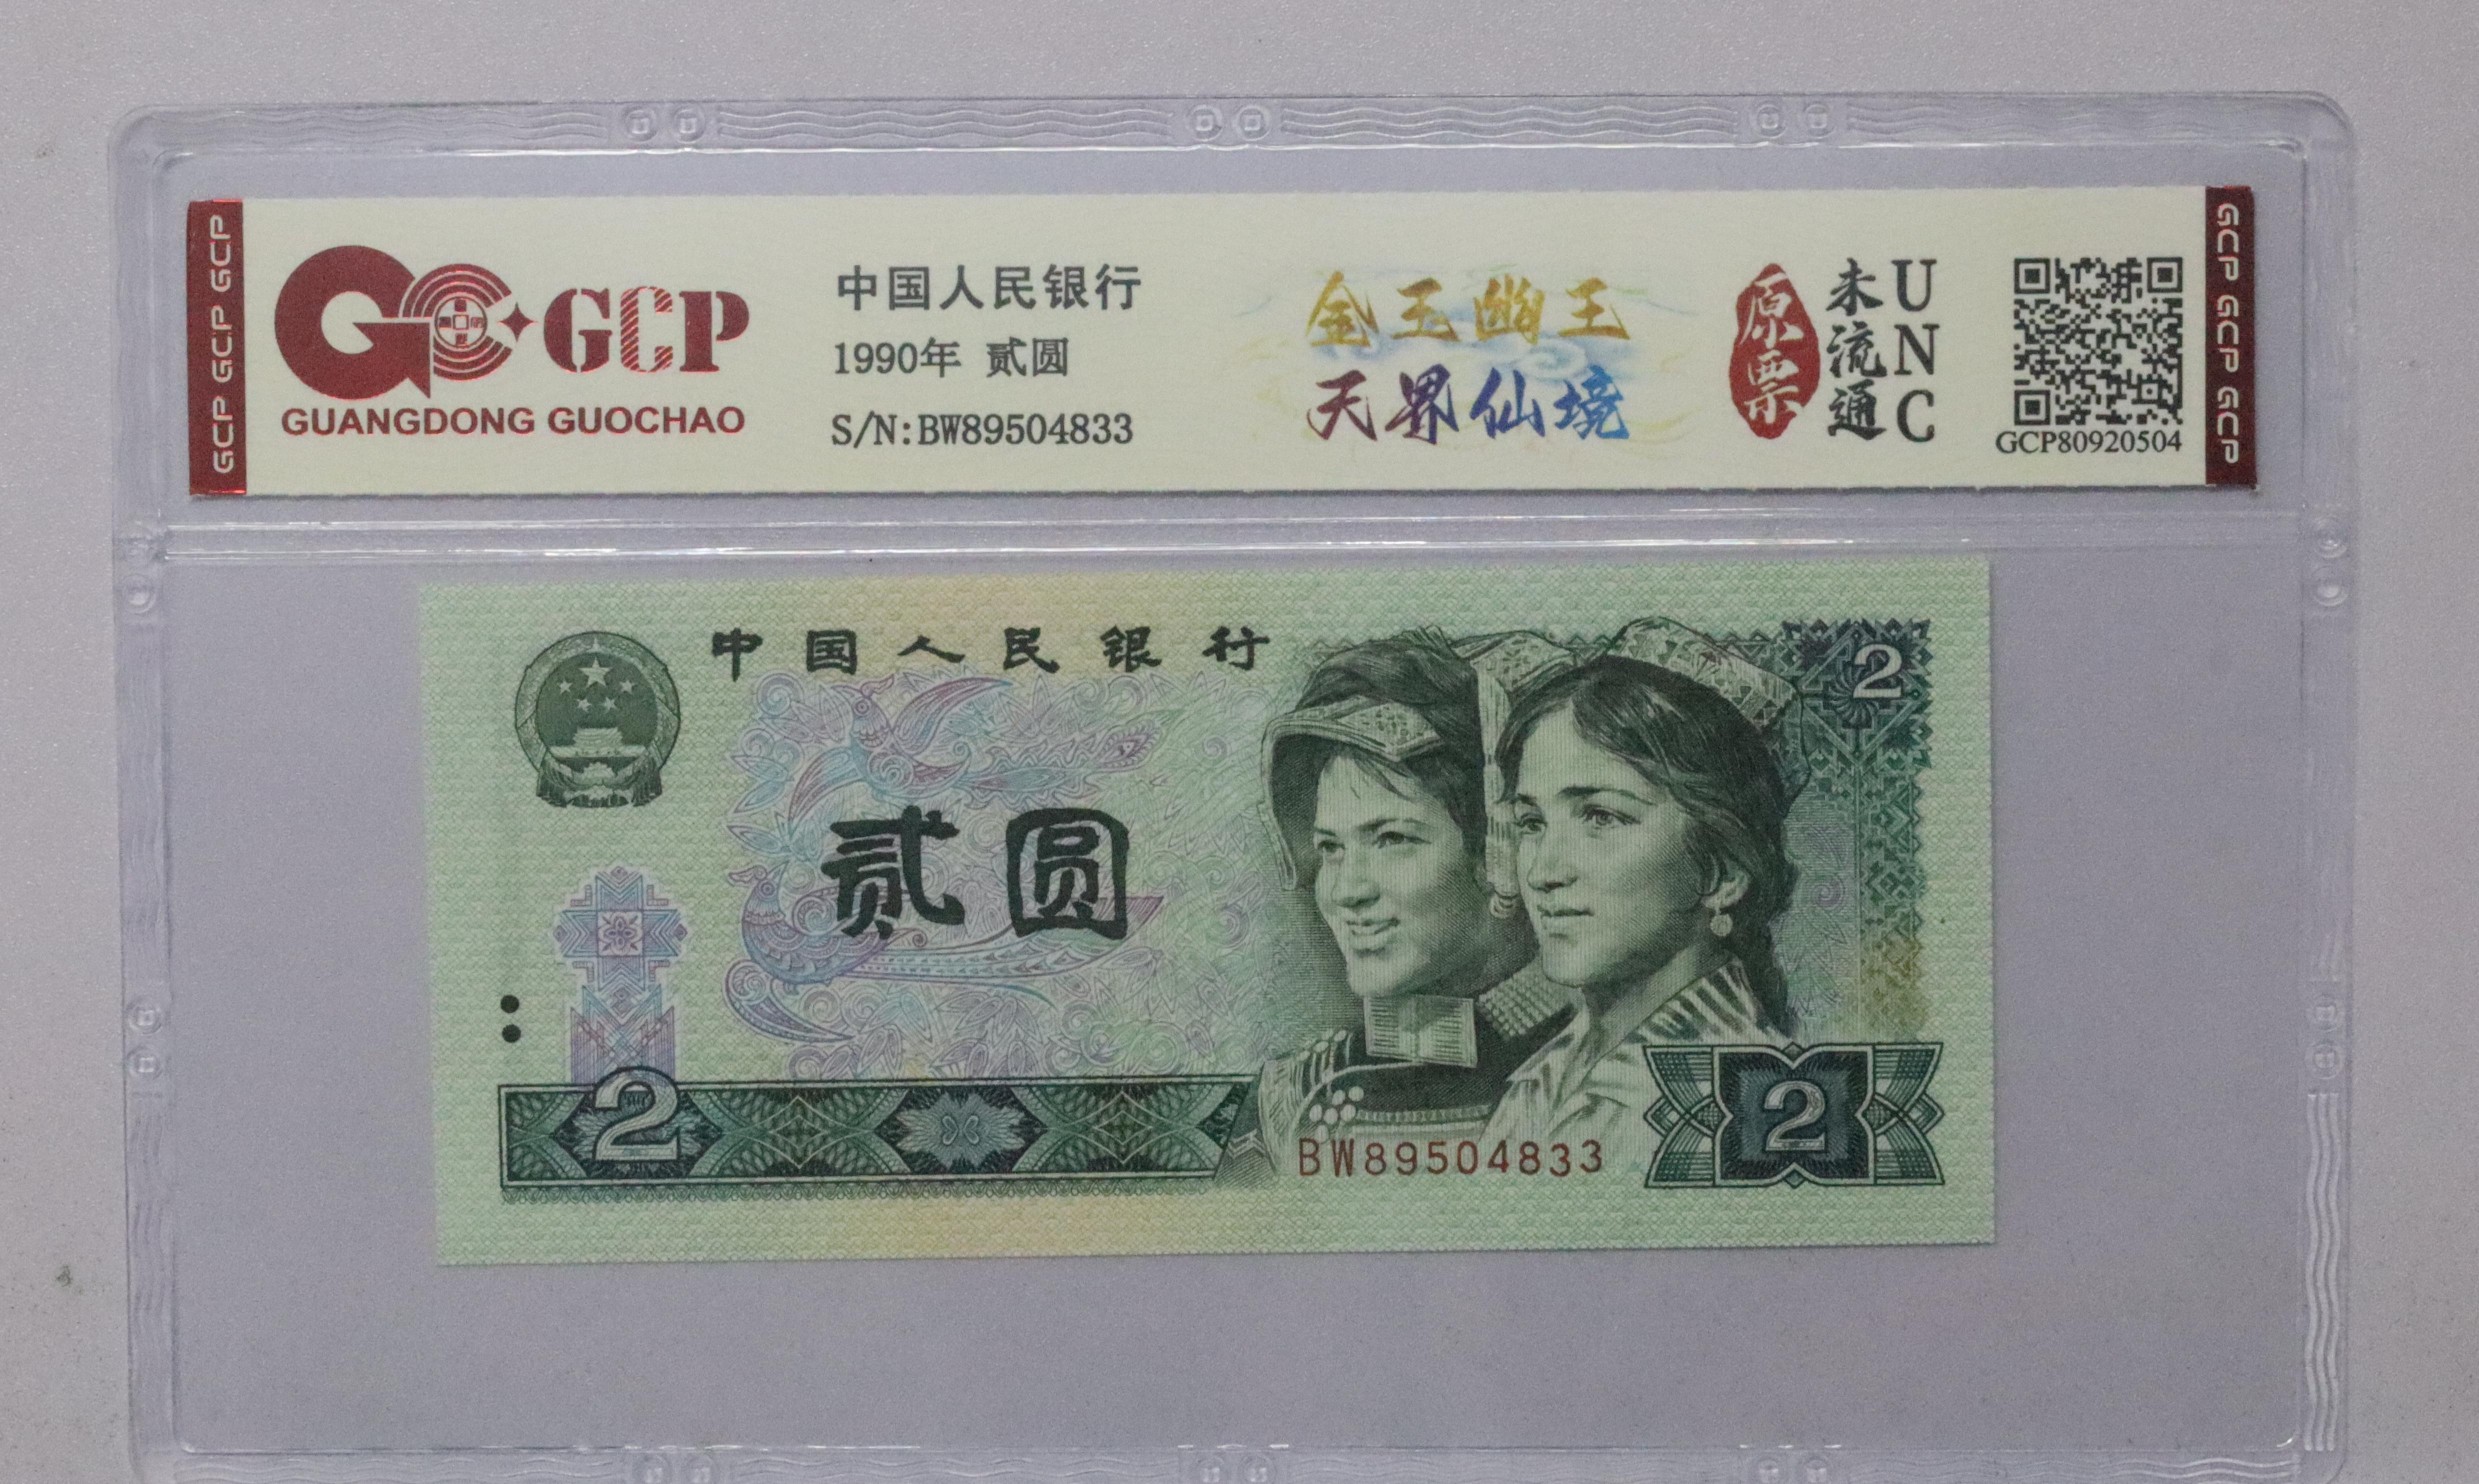 GCP GCP GCP
GCP
GUANGDONG GUOCHAO
中国人民银行
1990年 贰圆
S/N:BW89504833
金玉幽王
天界仙境
原票
未流通
UNC
GCP80920504
GCP GCP GCP
中国人民银行
2
贰圆
2
BW89504833
2